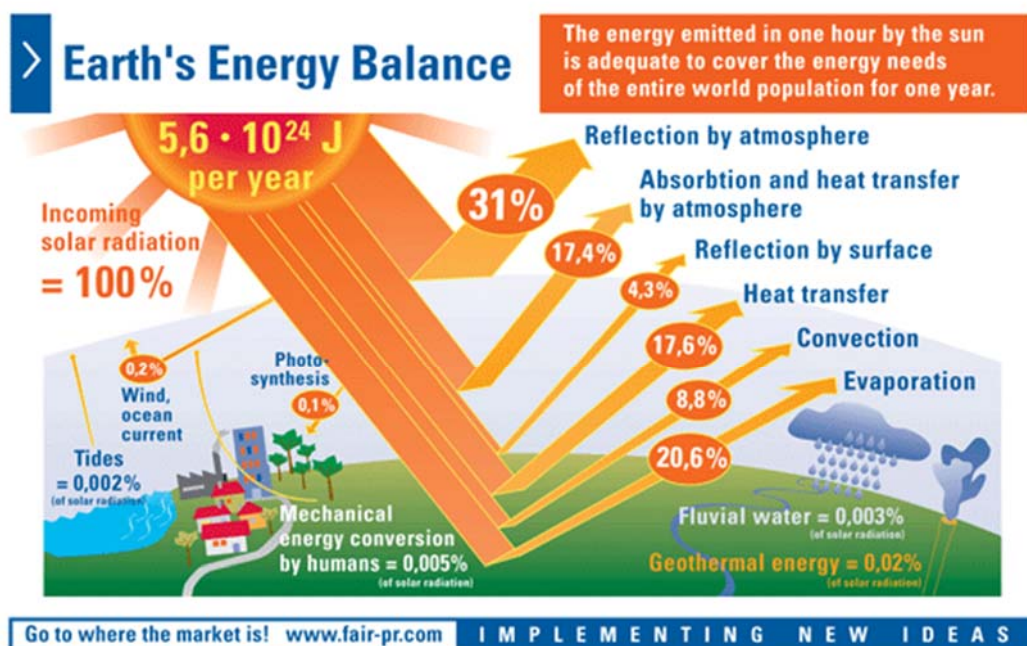 Earth's Energy Balance
The energy emitted in one hour by the sun
is adequate to cover the energy needs
of the entire world population for one year.
5,6 · 10²⁴ J
per year
Incoming
solar radiation
= 100%
Reflection by atmosphere
31%
Absorbtion and heat transfer
by atmosphere
17,4%
Reflection by surface
4,3%
Heat transfer
17,6%
Convection
8,8%
Evaporation
20,6%
0,2%
Wind,
ocean
current
Photo-
synthesis
0,1%
Tides
= 0,002%
(of solar radiation)
Mechanical
energy conversion
by humans = 0,005%
(of solar radiation)
Fluvial water = 0,003%
(of solar radiation)
Geothermal energy = 0,02%
(of solar radiation)
Go to where the market is! www.fair-pr.com IMPLEMENTING NEW IDEAS